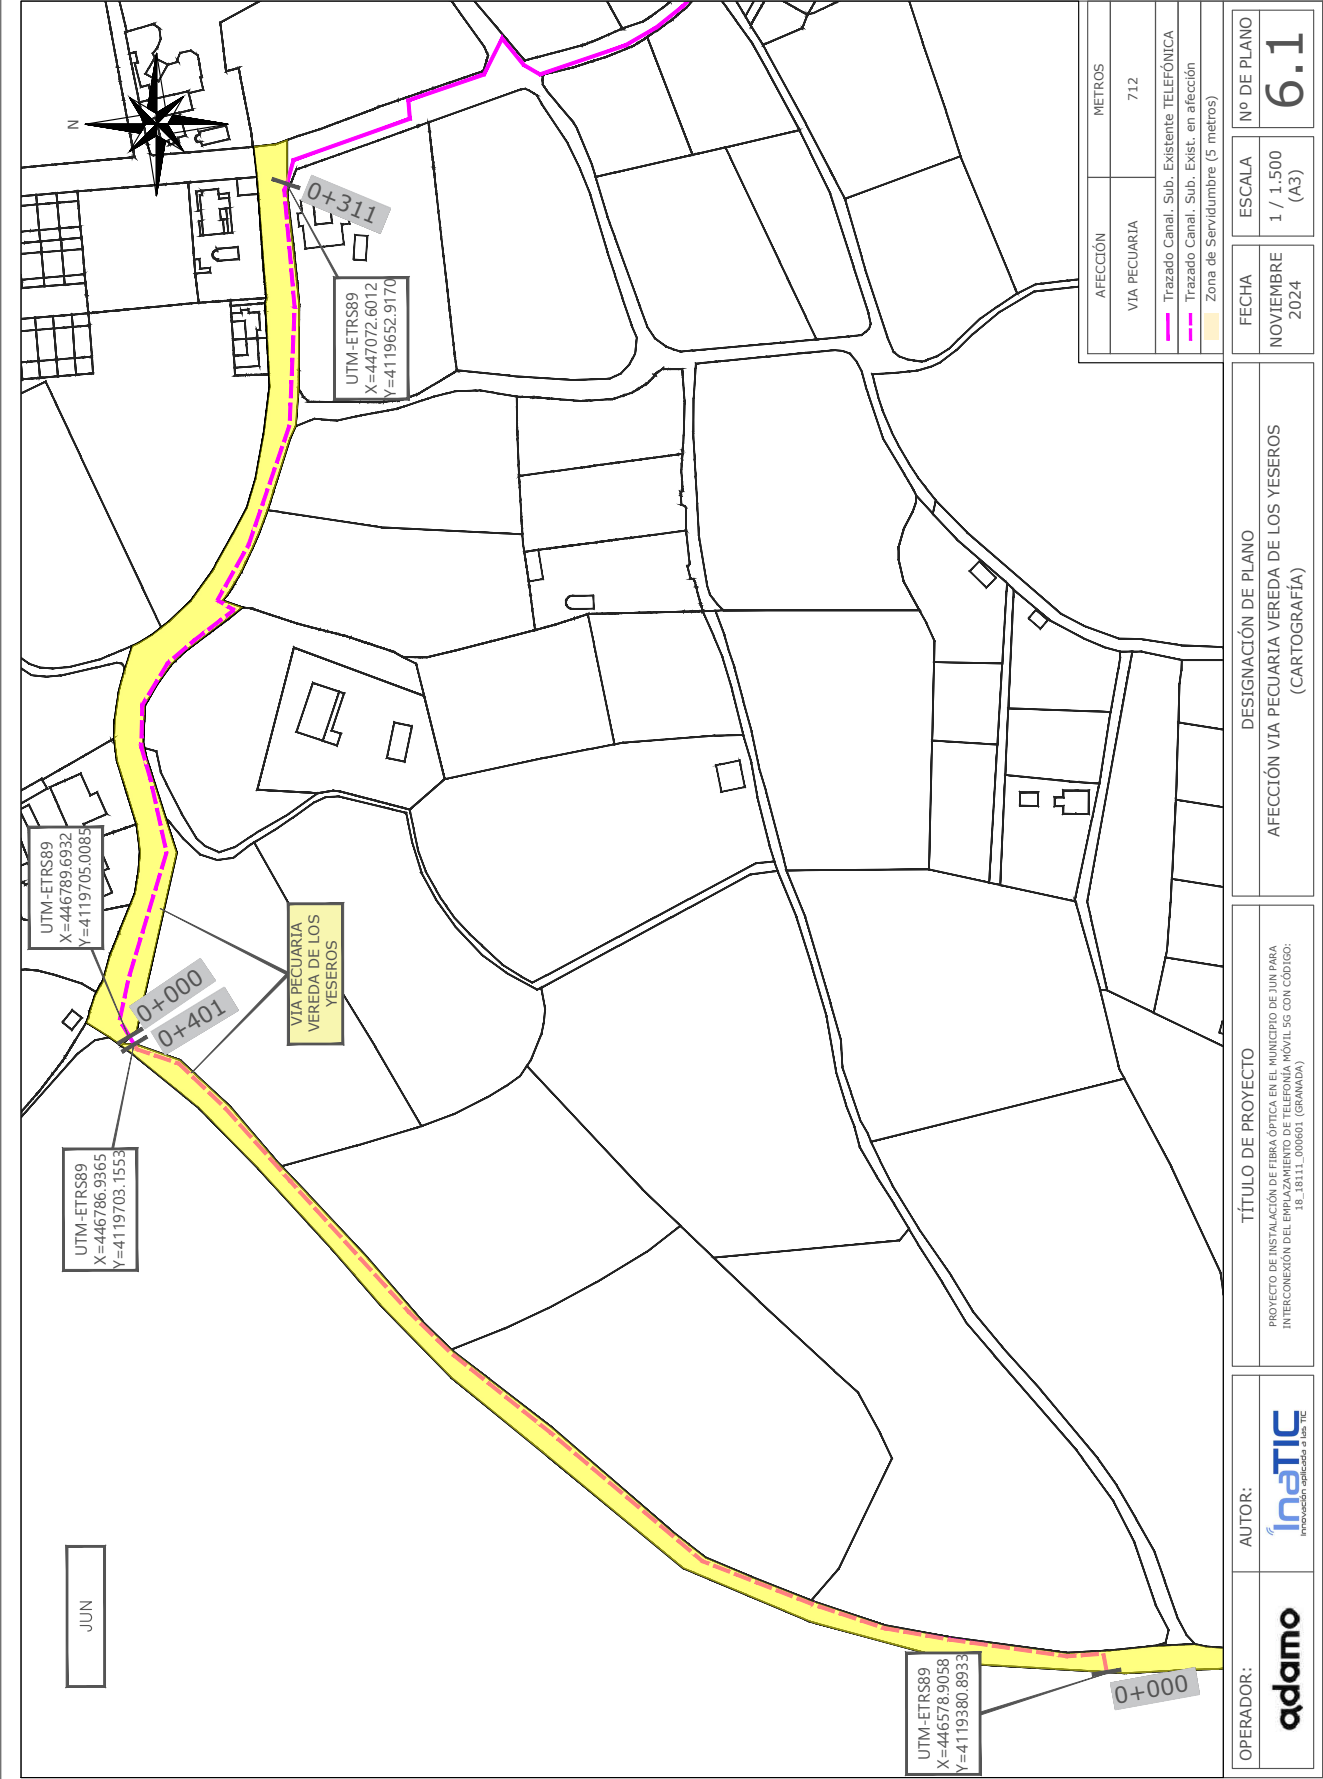 JUN
N
UTM-ETRS89
X=446786.9365
Y=4119703.1553
UTM-ETRS89
X=446789.6932
Y=4119705.0085
0+000
0+401
VIA PECUARIA
VEREDA DE LOS
YESEROS
UTM-ETRS89
X=447072.6012
Y=4119652.9170
0+311
UTM-ETRS89
X=446578.9058
Y=4119380.8933
0+000
AFECCIÓN
METROS
VIA PECUARIA
712
Trazado Canal. Sub. Existente TELEFÓNICA
Trazado Canal. Sub. Exist. en afección
Zona de Servidumbre (5 metros)
OPERADOR:
adamo
AUTOR:
inaTIC
Innovación aplicada a las TIC
TÍTULO DE PROYECTO
PROYECTO DE INSTALACIÓN DE FIBRA ÓPTICA EN EL MUNICIPIO DE JUN PARA
INTERCONEXIÓN DEL EMPLAZAMIENTO DE TELEFONÍA MÓVIL 5G CON CÓDIGO:
18_18111_000601 (GRANADA)
DESIGNACIÓN DE PLANO
AFECCIÓN VIA PECUARIA VEREDA DE LOS YESEROS
(CARTOGRAFÍA)
FECHA
NOVIEMBRE
2024
ESCALA
1 / 1.500
(A3)
Nº DE PLANO
6.1